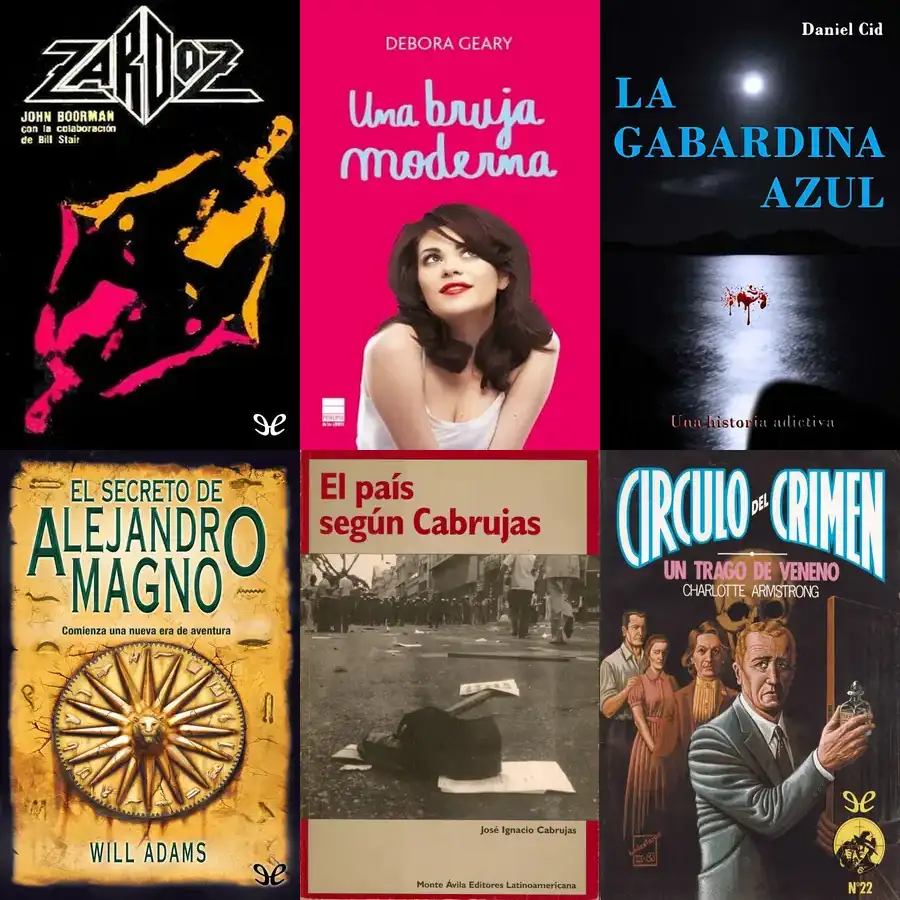 ZARDOZ
JOHN BOORMAN
con la colaboración
de Bill Stair
DEBORA GEARY
Una bruja
moderna
Daniel Cid
LA
GABARDINA
AZUL
Una historia adictiva
EL SECRETO DE
ALEJANDRO
MAGNO
Comienza una nueva era de aventura
WILL ADAMS
El país
según Cabrujas
José Ignacio Cabrujas
Monte Ávila Editores Latinoamericana
CIRCULO DEL CRIMEN
UN TRAGO DE VENENO
CHARLOTTE ARMSTRONG
Nº22